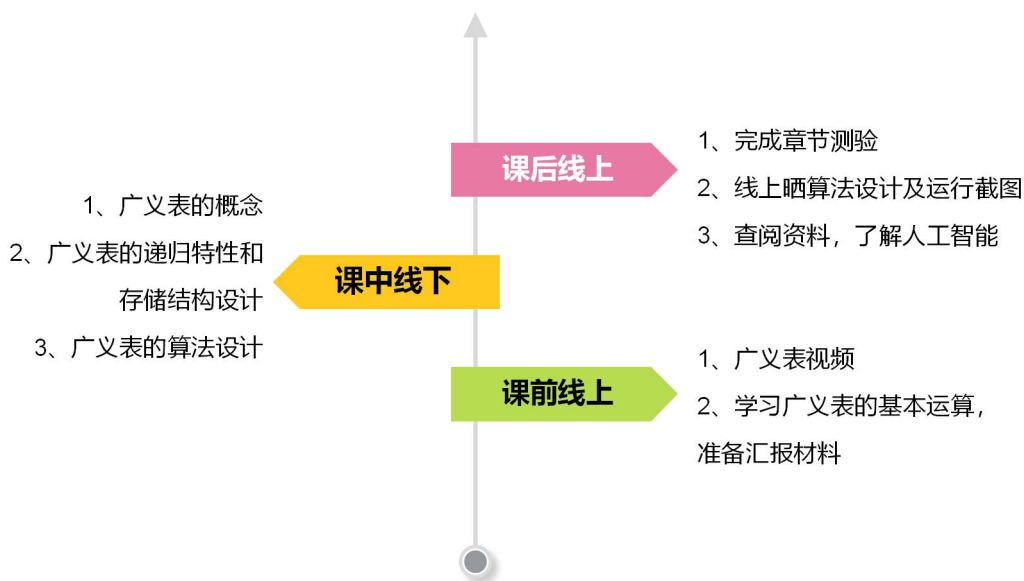 课后线上
1、完成章节测验
2、线上晒算法设计及运行截图
3、查阅资料，了解人工智能
1、广义表的概念
2、广义表的递归特性和
存储结构设计
3、广义表的算法设计
课中线下
课前线上
1、广义表视频
2、学习广义表的基本运算，
准备汇报材料